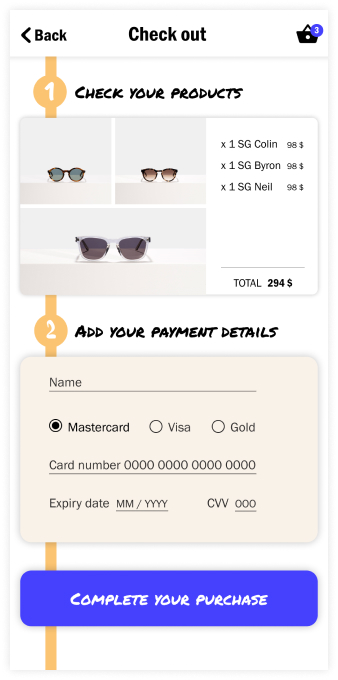 Back
Check out
3
1 Check your products
x 1 SG Colin 98 $
x 1 SG Byron 98 $
x 1 SG Neil 98 $
TOTAL 294 $
2 Add your payment details
Name
Mastercard Visa Gold
Card number 0000 0000 0000 0000
Expiry date MM / YYYY CVV 000
Complete your purchase